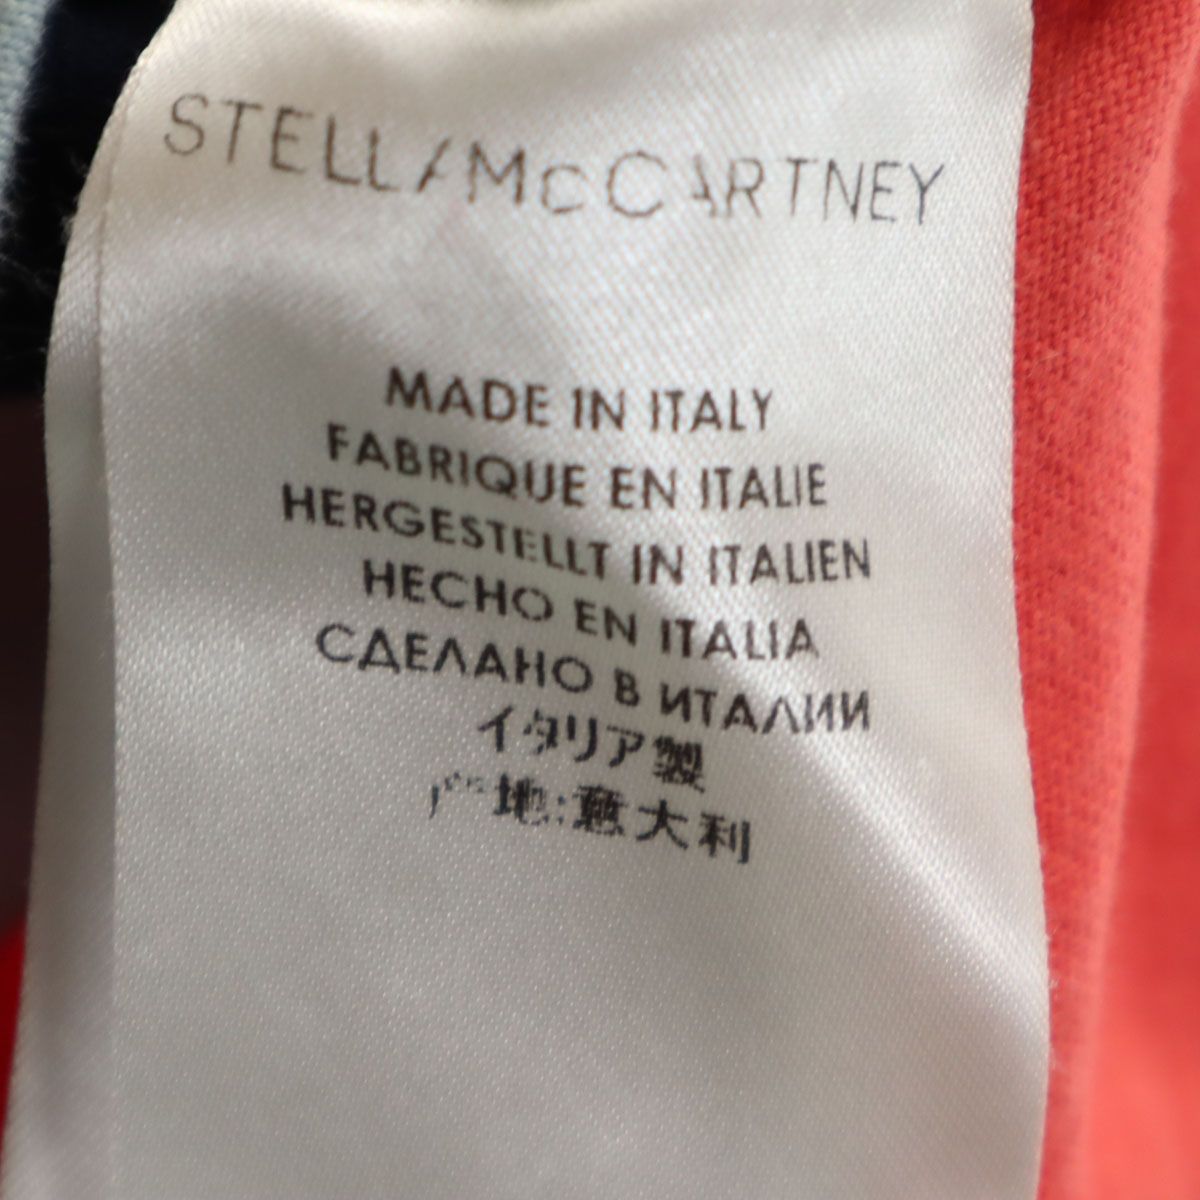 STELLA McCARTNEY
MADE IN ITALY
FABRIQUE EN ITALIE
HERGESTELLT IN ITALIEN
HECHO EN ITALIA
СДЕЛАНО В ИТАЛИИ
イタリア製
产地:意大利